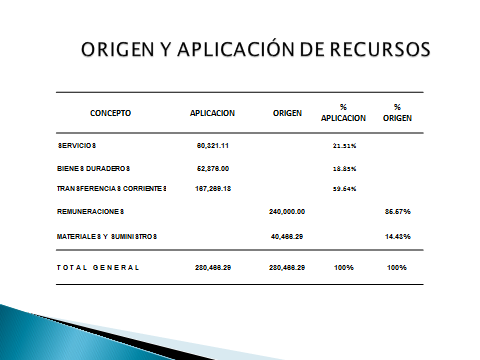 ORIGEN Y APLICACIÓN DE RECURSOS
CONCEPTO APLICACION ORIGEN % APLICACION % ORIGEN
SERVICIOS 60,321.11 21.51%
BIENES DURADEROS 52,876.00 18.85%
TRANSFERENCIAS CORRIENTES 167,269.18 59.64%
REMUNERACIONES 240,000.00 85.57%
MATERIALES Y SUMINISTROS 40,466.29 14.43%
TOTAL GENERAL 280,466.29 280,466.29 100% 100%